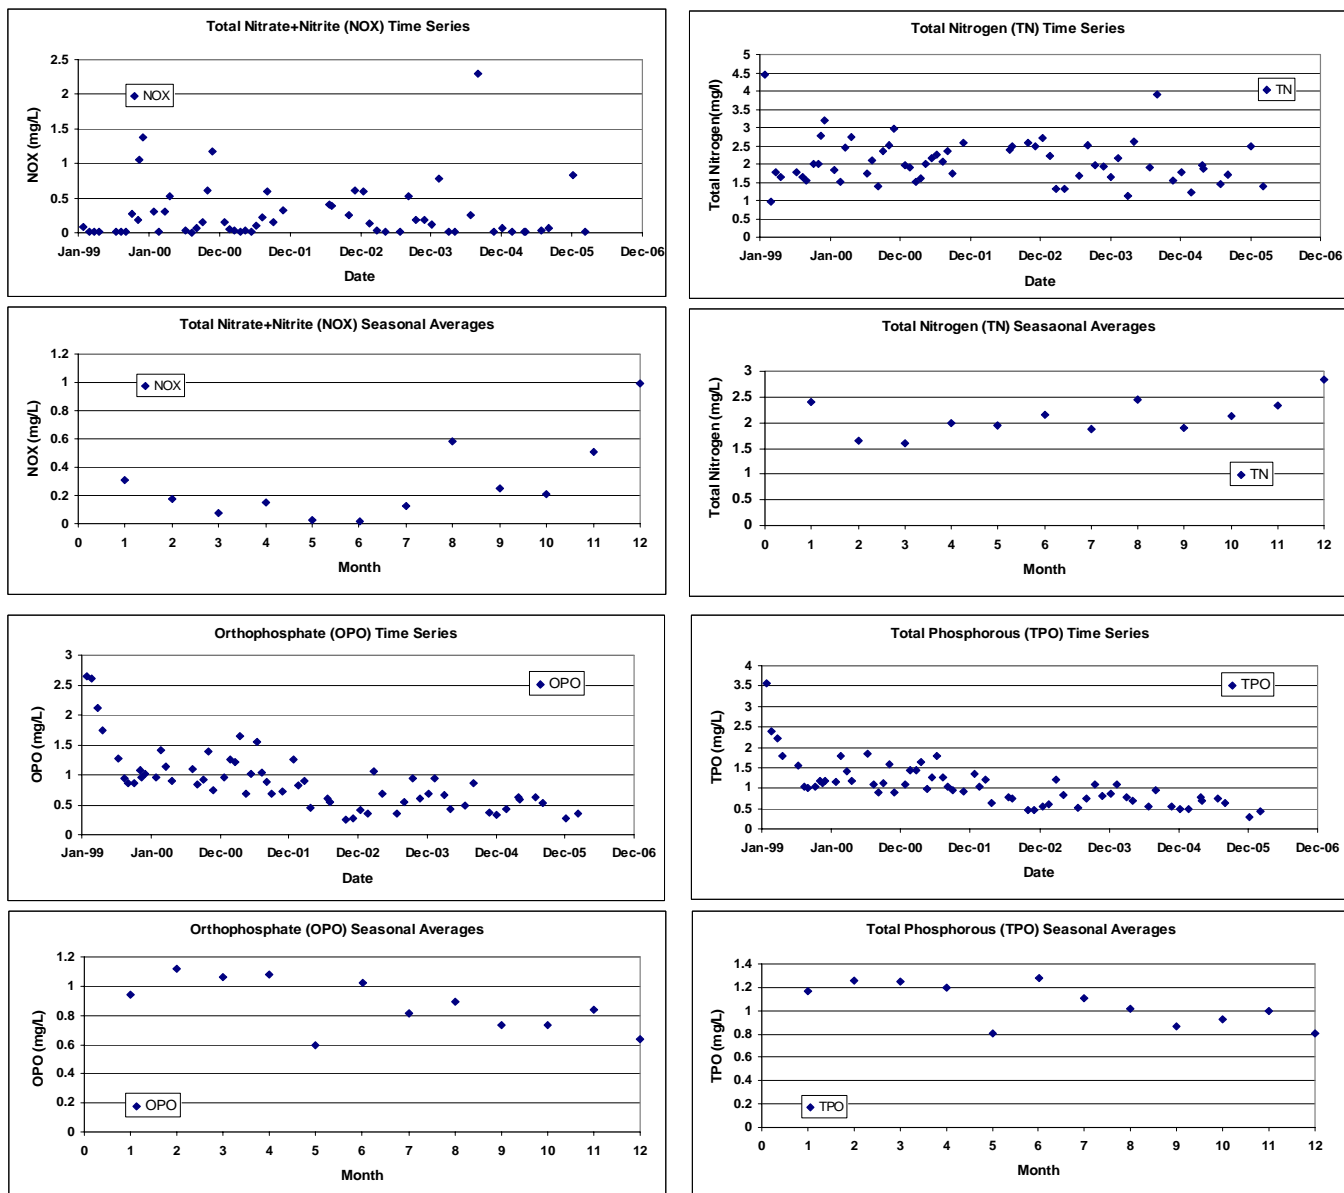 Total Nitrate+Nitrite (NOX) Time Series
2.5
2
1.5
1
0.5
0
NOX (mg/L)
NOX
Jan-99 Jan-00 Dec-00 Dec-01 Dec-02 Dec-03 Dec-04 Dec-05 Dec-06
Date
Total Nitrogen (TN) Time Series
5
4.5
4
3.5
3
2.5
2
1.5
1
0.5
0
Total Nitrogen(mg/l)
TN
Jan-99 Jan-00 Dec-00 Dec-01 Dec-02 Dec-03 Dec-04 Dec-05 Dec-06
Date
Total Nitrate+Nitrite (NOX) Seasonal Averages
1.2
1
0.8
0.6
0.4
0.2
0
NOX (mg/L)
NOX
0 1 2 3 4 5 6 7 8 9 10 11 12
Month
Total Nitrogen (TN) Seasaonal Averages
3
2.5
2
1.5
1
0.5
0
Total Nitrogen (mg/L)
TN
0 1 2 3 4 5 6 7 8 9 10 11 12
Month
Orthophosphate (OPO) Time Series
3
2.5
2
1.5
1
0.5
0
OPO (mg/L)
OPO
Jan-99 Jan-00 Dec-00 Dec-01 Dec-02 Dec-03 Dec-04 Dec-05 Dec-06
Date
Total Phosphorous (TPO) Time Series
4
3.5
3
2.5
2
1.5
1
0.5
0
TPO (mg/L)
TPO
Jan-99 Jan-00 Dec-00 Dec-01 Dec-02 Dec-03 Dec-04 Dec-05 Dec-06
Date
Orthophosphate (OPO) Seasonal Averages
1.2
1
0.8
0.6
0.4
0.2
0
OPO (mg/L)
OPO
0 1 2 3 4 5 6 7 8 9 10 11 12
Month
Total Phosphorous (TPO) Seasonal Averages
1.4
1.2
1
0.8
0.6
0.4
0.2
0
TPO (mg/L)
TPO
0 1 2 3 4 5 6 7 8 9 10 11 12
Month